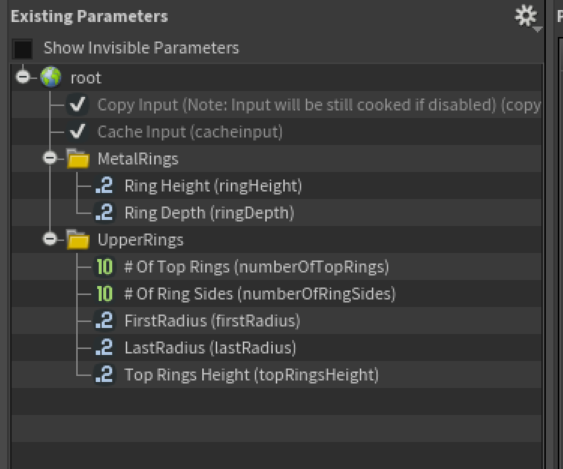 Existing Parameters
Show Invisible Parameters
root
Copy Input (Note: Input will be still cooked if disabled) (copy
Cache Input (cacheinput)
MetalRings
.2 Ring Height (ringHeight)
.2 Ring Depth (ringDepth)
UpperRings
10 # Of Top Rings (numberOfTopRings)
10 # Of Ring Sides (numberOfRingSides)
.2 FirstRadius (firstRadius)
.2 LastRadius (lastRadius)
.2 Top Rings Height (topRingsHeight)